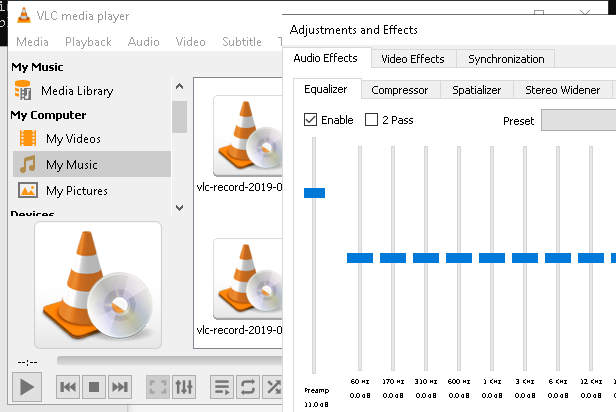 VLC media player
Media Playback Audio Video Subtitle
My Music
Media Library
My Computer
My Videos
My Music
My Pictures
Devices
vlc-record-2019-0
vlc-record-2019-0
--:--
Adjustments and Effects
Audio Effects Video Effects Synchronization
Equalizer Compressor Spatializer Stereo Widener
Enable 2 Pass Preset
60 Hz 170 Hz 310 Hz 600 Hz 1 KHz 3 KHz 6 KHz 12 KHz
Preamp 0.0 dB 0.0 dB 0.0 dB 0.0 dB 0.0 dB 0.0 dB 0.0 dB 0.0 dB
11.0 dB